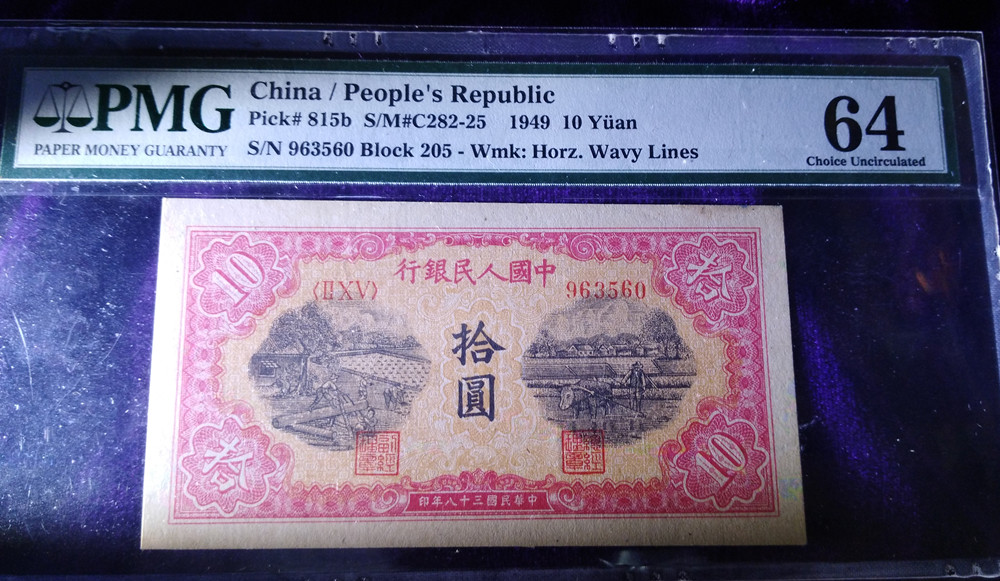 PMG
PAPER MONEY GUARANTY
China / People's Republic
Pick# 815b S/M#C282-25 1949 10 Yüan
S/N 963560 Block 205 - Wmk: Horz. Wavy Lines
64
Choice Uncirculated
行銀民人國中
〈ⅡXV〉
963560
10
拾
拾圓
拾
10
印年八十三國民華中